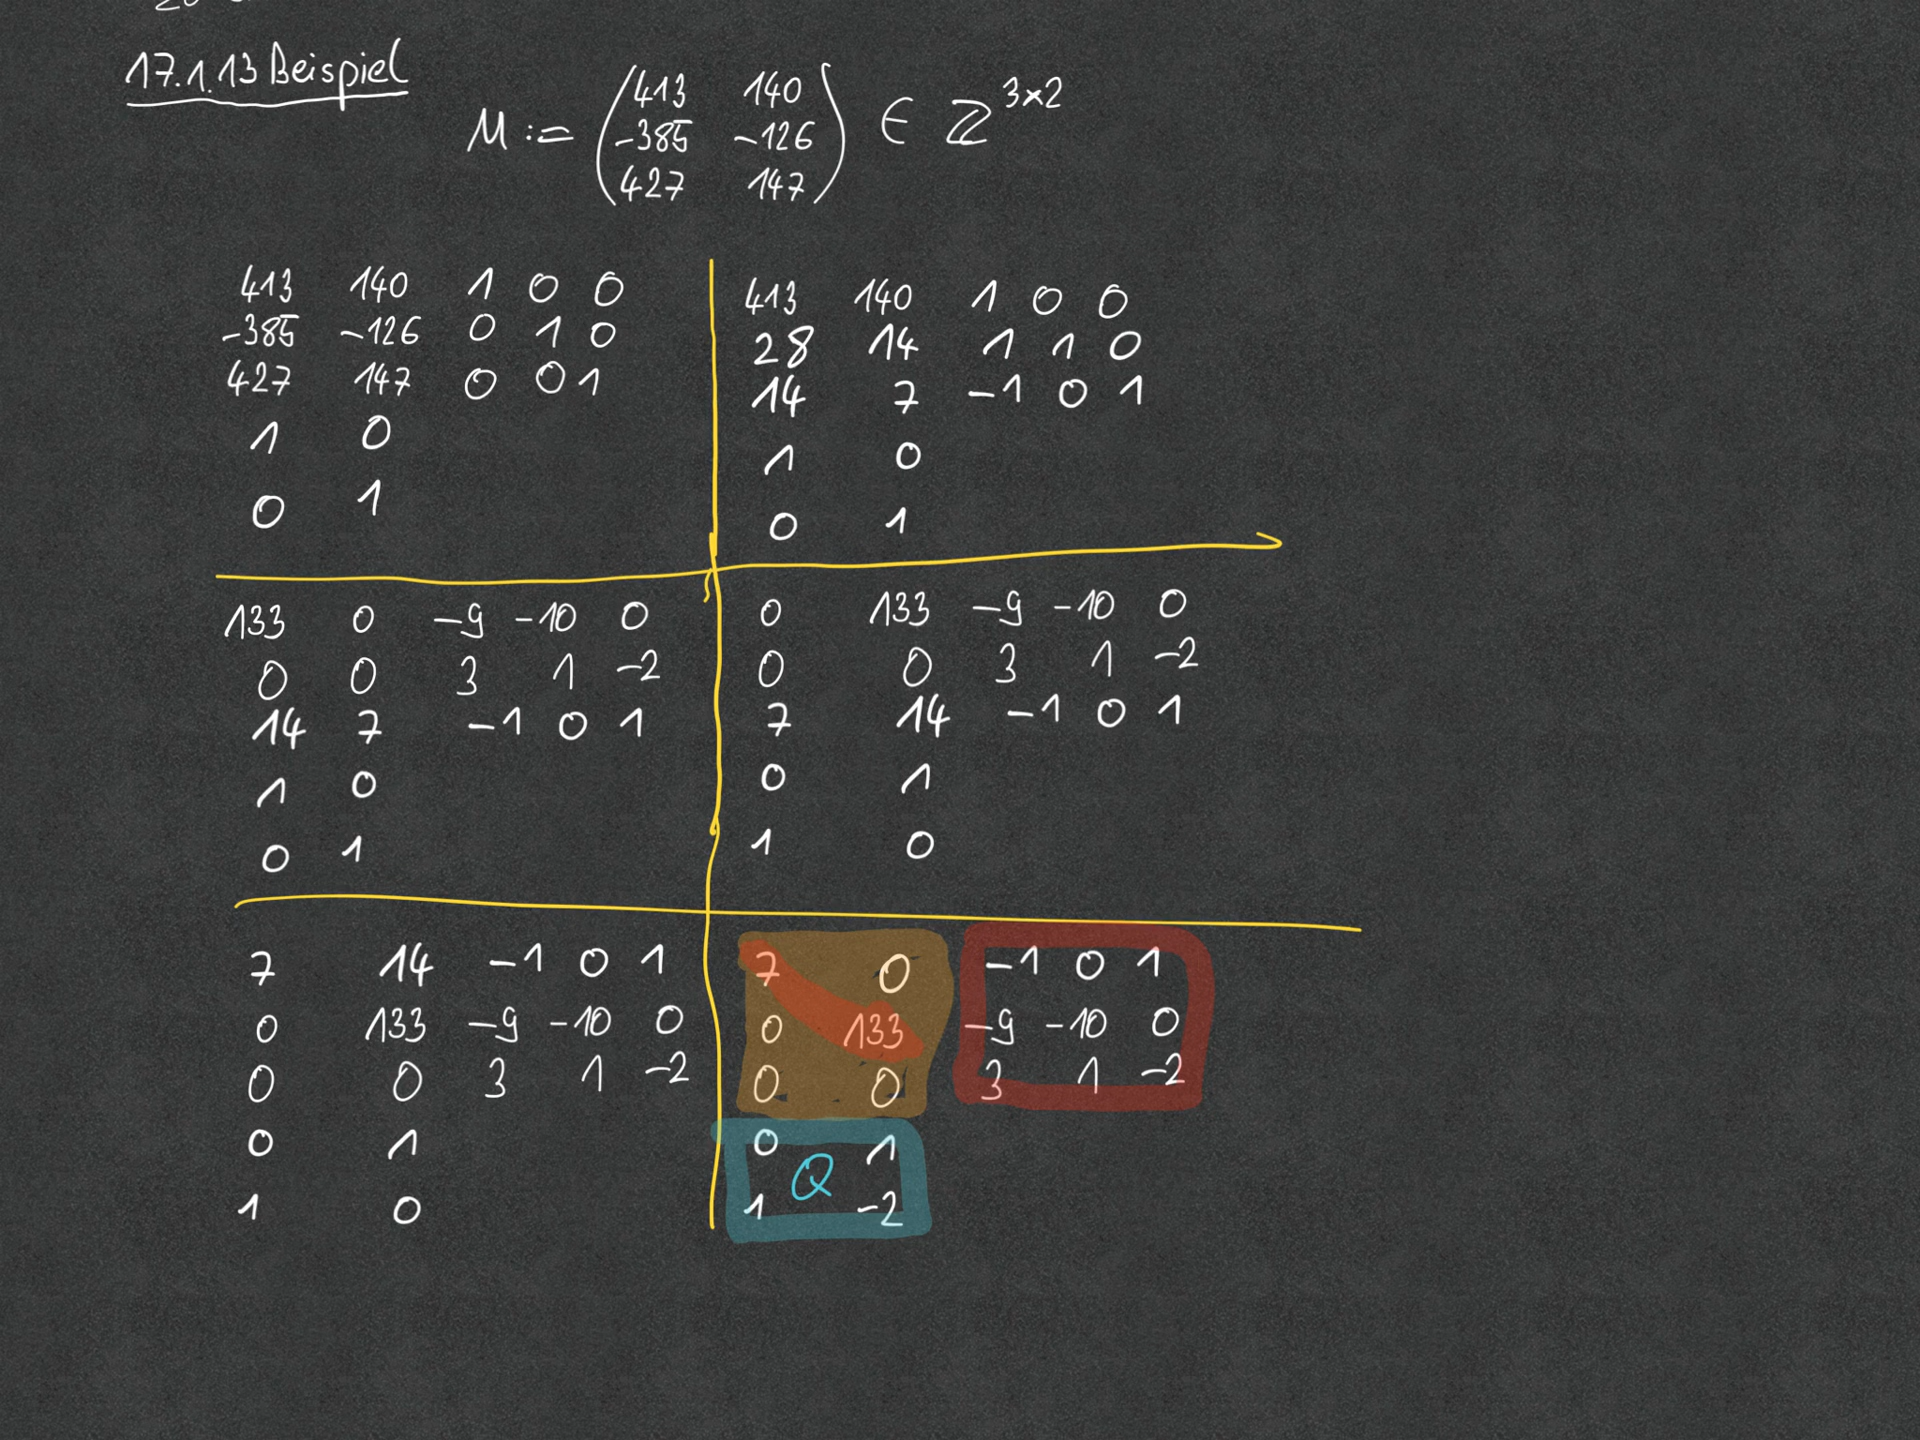 17.1.13 Beispiel
M := (413 140
-385 -126
427 147) ∈ ℤ^{3×2}
413 140 1 0 0
-385 -126 0 1 0
427 147 0 0 1
1 0
0 1
413 140 1 0 0
28 14 1 1 0
14 7 -1 0 1
1 0
0 1
133 0 -9 -10 0
0 0 3 1 -2
14 7 -1 0 1
1 0
0 1
0 133 -9 -10 0
0 0 3 1 -2
7 14 -1 0 1
0 1
1 0
7 14 -1 0 1
0 133 -9 -10 0
0 0 3 1 -2
0 1
1 0
7 0 -1 0 1
0 133 -9 -10 0
0 0 3 1 -2
0 1
Q
1 -2